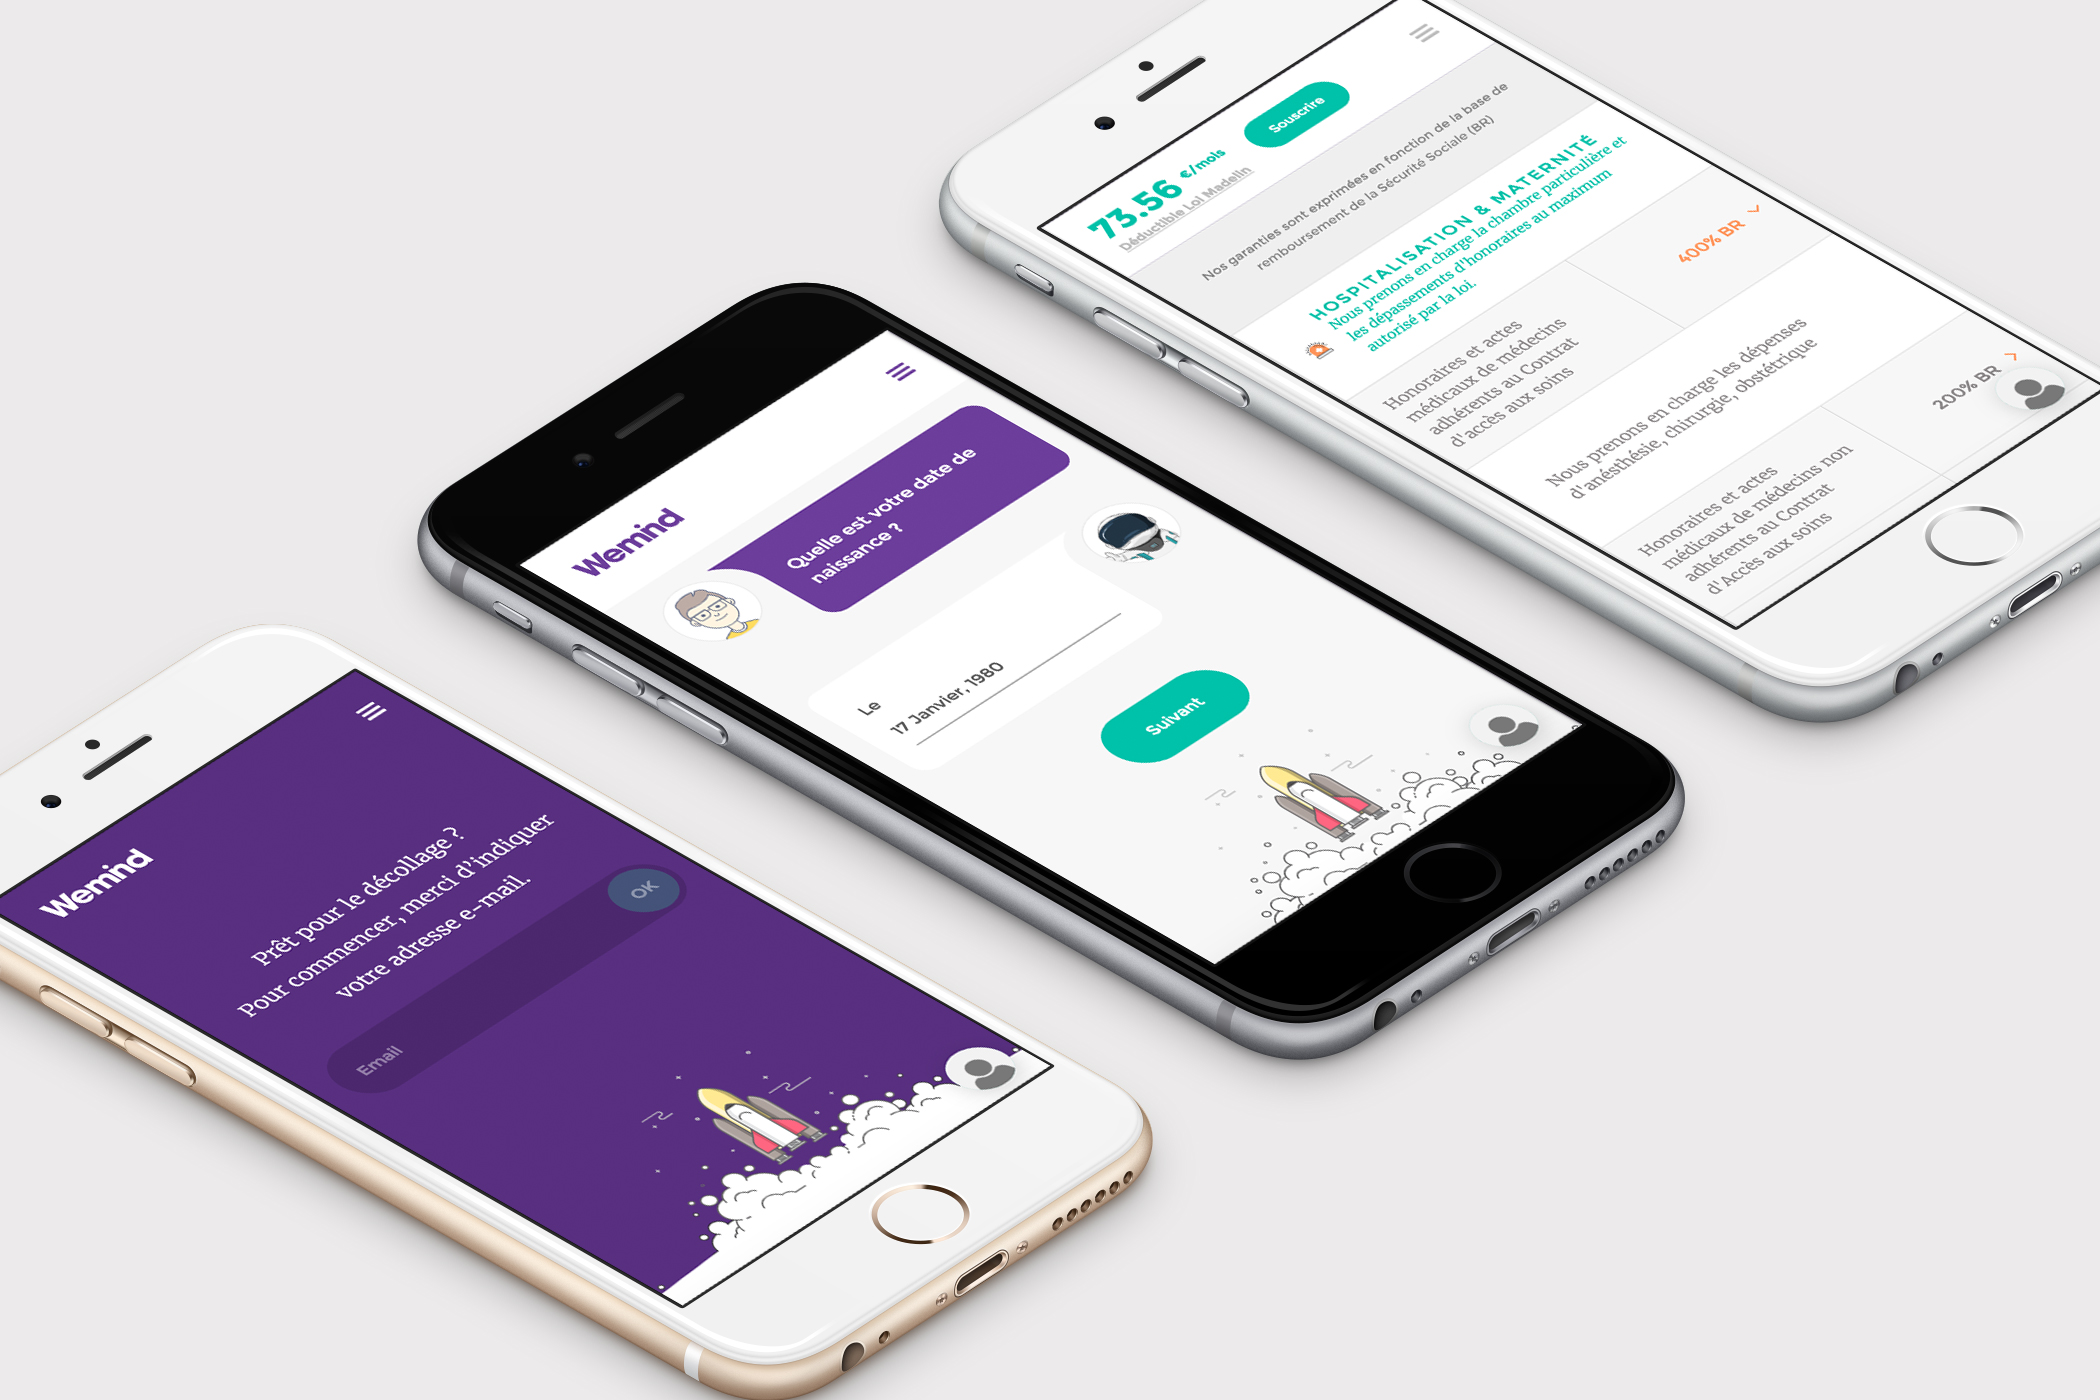 Wemind
Prêt pour le décollage ?
Pour commencer, merci d'indiquer
votre adresse e-mail.
Email
OK
Wemind
Quelle est votre date de
naissance ?
Le
17 Janvier, 1980
Suivant
73.56 €/mois
Déductible Loi Madelin
Souscrire
Nos garanties sont exprimées en fonction de la base de
remboursement de la Sécurité Sociale (BR)
HOSPITALISATION & MATERNITÉ
Nous prenons en charge la chambre particulière et
les dépassements d'honoraires au maximum
autorisé par la loi.
Honoraires et actes
médicaux de médecins
adhérents au Contrat
d'accès aux soins
400% BR
Nous prenons en charge les dépenses
d'anésthésie, chirurgie, obstétrique
Honoraires et actes
médicaux de médecins non
adhérents au Contrat
d'Accès aux soins
200% BR